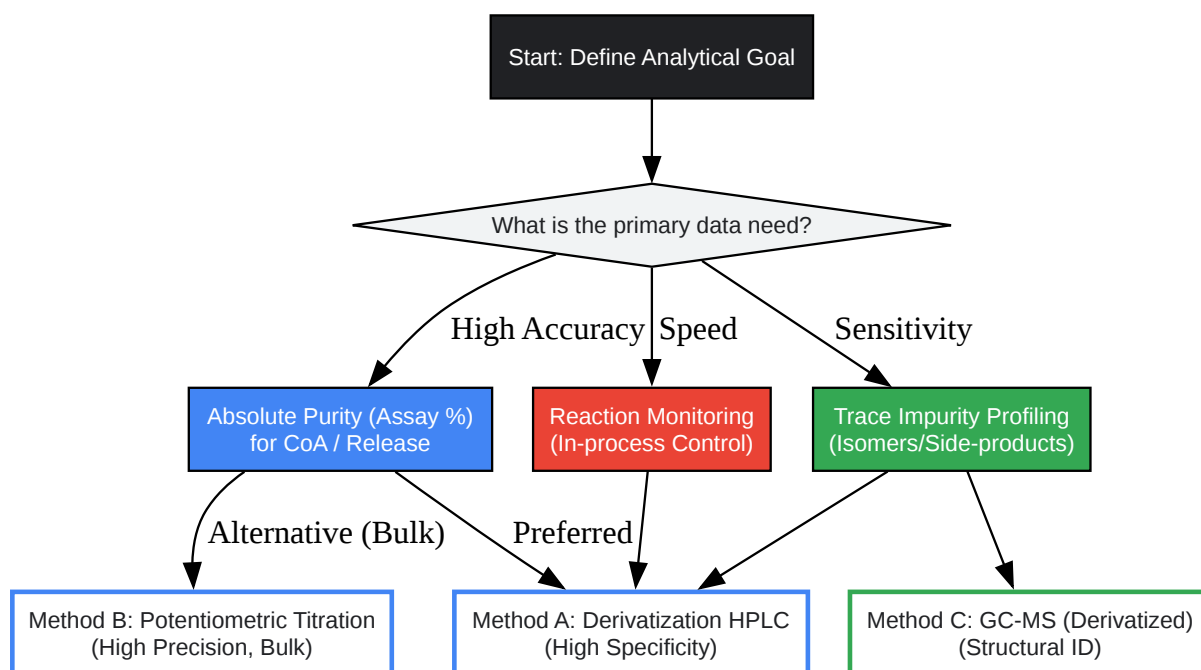 Start: Define Analytical Goal
What is the primary data need?
High Accuracy
Speed
Sensitivity
Absolute Purity (Assay %)
for CoA / Release
Reaction Monitoring
(In-process Control)
Trace Impurity Profiling
(Isomers/Side-products)
Alternative (Bulk)
Preferred
Method B: Potentiometric Titration
(High Precision, Bulk)
Method A: Derivatization HPLC
(High Specificity)
Method C: GC-MS (Derivatized)
(Structural ID)